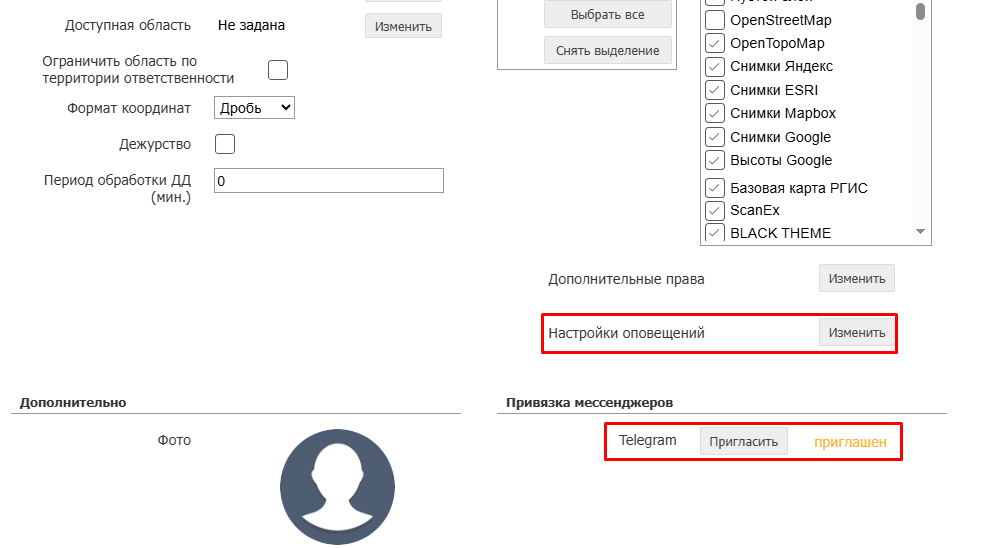 Доступная область Не задана Изменить
Ограничить область по
территории ответственности
Формат координат Дробь
Дежурство
Период обработки ДД
(мин.)
0
Выбрать все
Снять выделение
OpenStreetMap
OpenTopoMap
Снимки Яндекс
Снимки ESRI
Снимки Mapbox
Снимки Google
Высоты Google
Базовая карта РГИС
ScanEx
BLACK THEME
Дополнительные права Изменить
Настройки оповещений Изменить
Дополнительно
Фото
Привязка мессенджеров
Telegram Пригласить приглашен